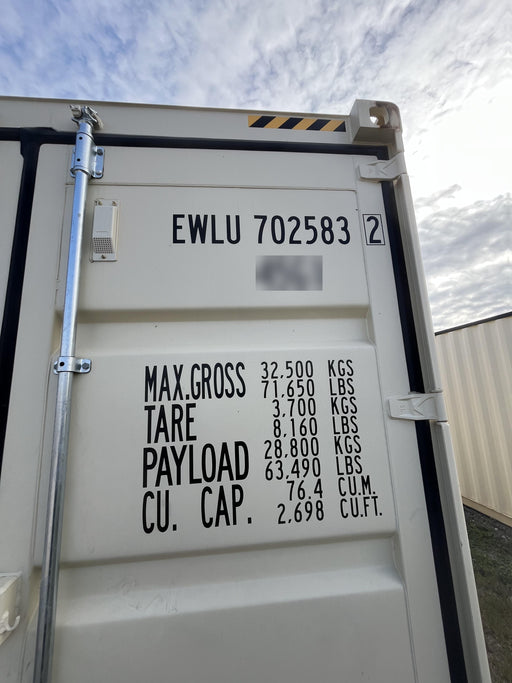 EWLU 702583 2
MAX.GROSS 32,500 KGS
71,650 LBS
TARE 3,700 KGS
8,160 LBS
PAYLOAD 28,800 KGS
63,490 LBS
CU. CAP. 76.4 CU.M.
2,698 CU.FT.